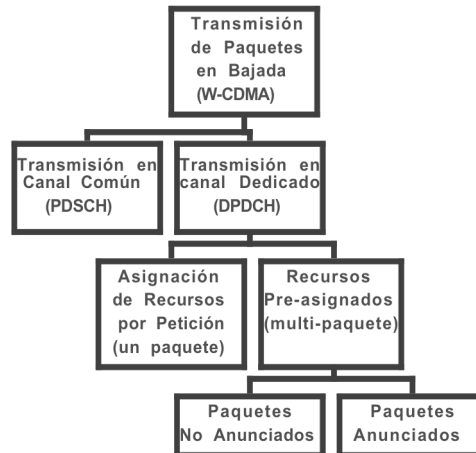 Transmisión
de Paquetes
en Bajada
(W-CDMA)
Transmisión en
Canal Común
(PDSCH)
Transmisión en
canal Dedicado
(DPDCH)
Asignación
de Recursos
por Petición
(un paquete)
Recursos
Pre-asignados
(multi-paquete)
Paquetes
No Anunciados
Paquetes
Anunciados